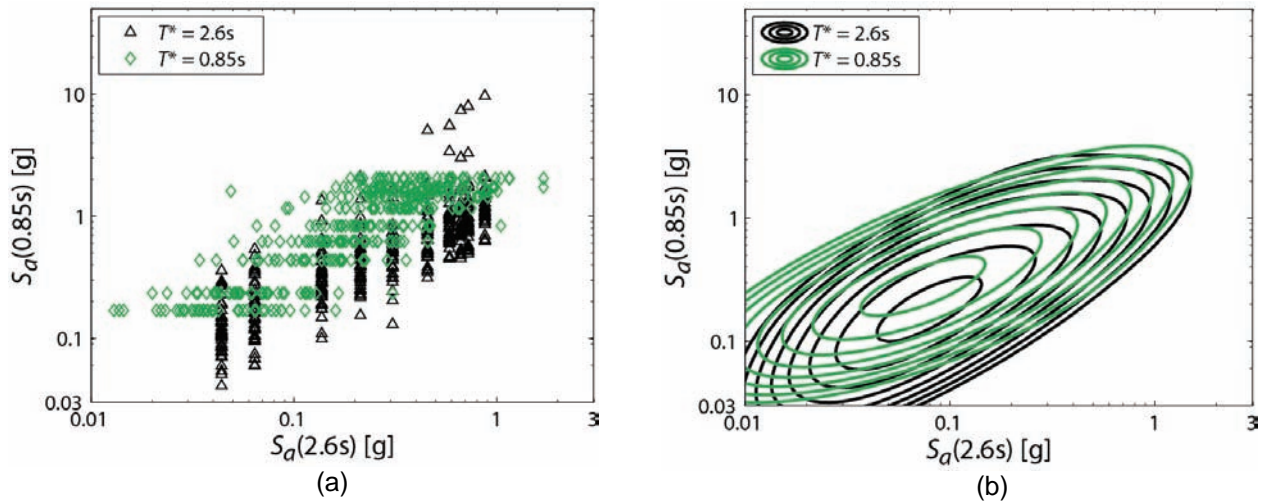 T* = 2.6s
T* = 0.85s
10
1
0.1
0.03
Sa(0.85s) [g]
0.01
0.1
1
3
Sa(2.6s) [g]
(a)
T* = 2.6s
T* = 0.85s
10
1
0.1
0.03
Sa(0.85s) [g]
0.01
0.1
1
3
Sa(2.6s) [g]
(b)